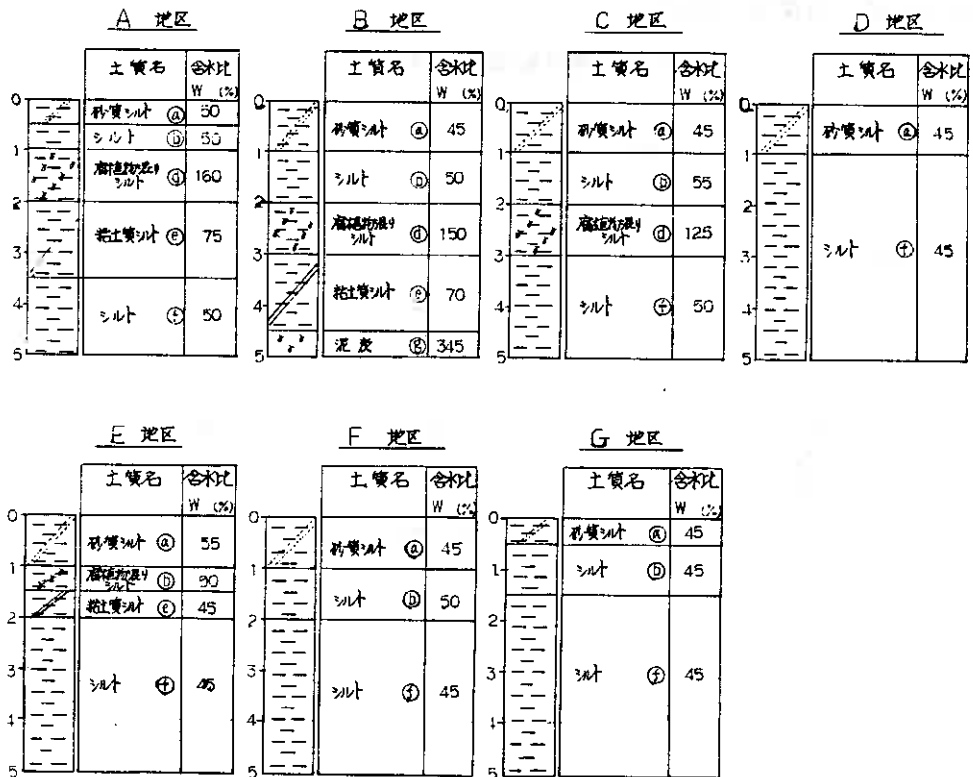 A 地区
土質名 含水比
W (%)
0
砂質シルト ⓐ 50
シルト ⓑ 50
1
腐植物混り
シルト ⓓ 160
2
粘土質シルト ⓔ 75
3
シルト ⓕ 50
4
5
B 地区
土質名 含水比
W (%)
0
砂質シルト ⓐ 45
1
シルト ⓑ 50
2
腐植物混り
シルト ⓓ 150
3
粘土質シルト ⓔ 70
4
泥炭 ⓖ 345
5
C 地区
土質名 含水比
W (%)
0
砂質シルト ⓐ 45
1
シルト ⓑ 55
2
腐植物混り
シルト ⓓ 125
3
シルト ⓕ 50
4
5
D 地区
土質名 含水比
W (%)
0
砂質シルト ⓐ 45
1
2
シルト ⓕ 45
3
4
5
E 地区
土質名 含水比
W (%)
0
砂質シルト ⓐ 55
1
腐植物混り
シルト ⓑ 90
粘土質シルト ⓔ 45
2
3
シルト ⓕ 45
4
5
F 地区
土質名 含水比
W (%)
0
砂質シルト ⓐ 45
1
シルト ⓑ 50
2
3
シルト ⓕ 45
4
5
G 地区
土質名 含水比
W (%)
0
砂質シルト ⓐ 45
1
シルト ⓑ 45
2
3
シルト ⓕ 45
4
5